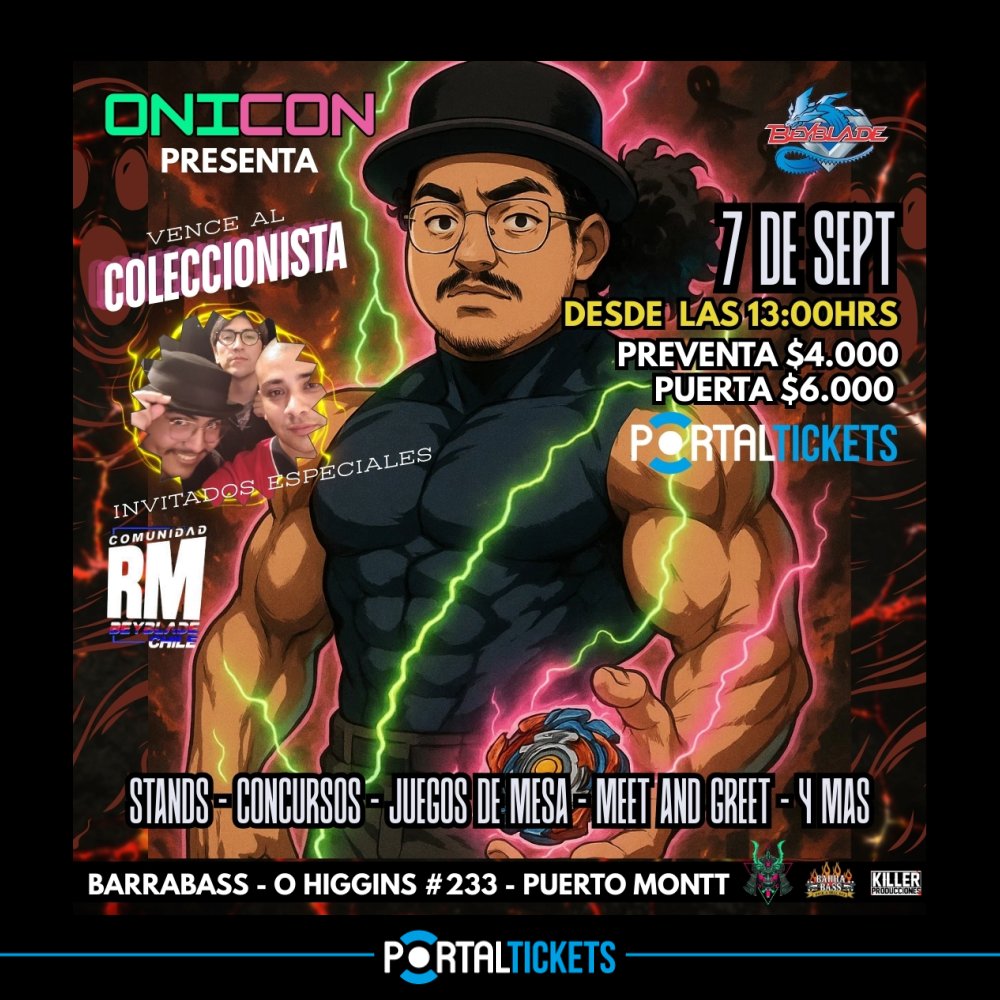 ONICON
PRESENTA
VENCE AL
COLECCIONISTA
INVITADOS ESPECIALES
COMUNIDAD
RM
BEYBLADE
CHILE
BEYBLADE
7 DE SEPT
DESDE LAS 13:00HRS
PREVENTA $4.000
PUERTA $6.000
PORTALTICKETS
STANDS - CONCURSOS - JUEGOS DE MESA - MEET AND GREET - Y MAS
BARRABASS - O HIGGINS #233 - PUERTO MONTT
BARRA
BASS
KILLER
PRODUCCIONES
PORTALTICKETS